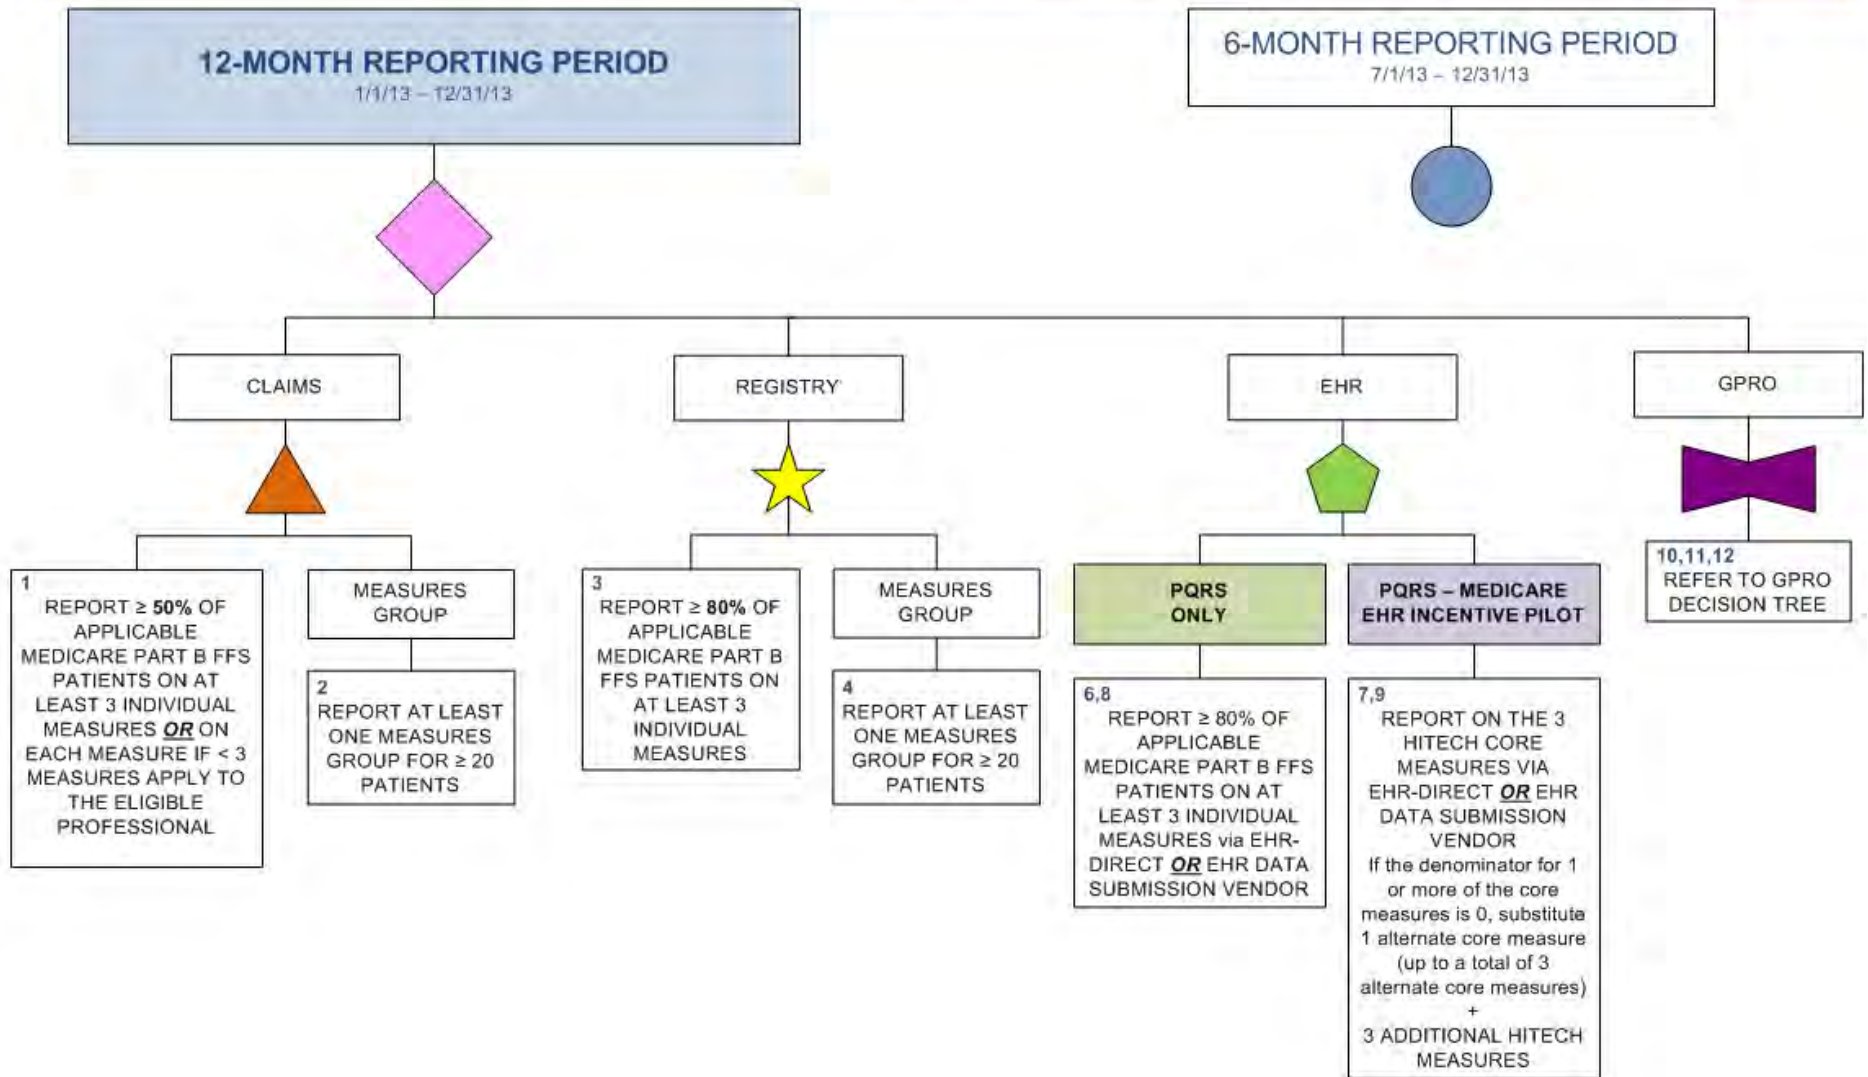 12-MONTH REPORTING PERIOD
1/1/13 – 12/31/13
6-MONTH REPORTING PERIOD
7/1/13 – 12/31/13
CLAIMS
REGISTRY
EHR
GPRO
1
REPORT ≥ 50% OF
APPLICABLE
MEDICARE PART B FFS
PATIENTS ON AT
LEAST 3 INDIVIDUAL
MEASURES OR ON
EACH MEASURE IF < 3
MEASURES APPLY TO
THE ELIGIBLE
PROFESSIONAL
MEASURES
GROUP
2
REPORT AT LEAST
ONE MEASURES
GROUP FOR ≥ 20
PATIENTS
3
REPORT ≥ 80% OF
APPLICABLE
MEDICARE PART B
FFS PATIENTS ON
AT LEAST 3
INDIVIDUAL
MEASURES
MEASURES
GROUP
4
REPORT AT LEAST
ONE MEASURES
GROUP FOR ≥ 20
PATIENTS
PQRS
ONLY
6,8
REPORT ≥ 80% OF
APPLICABLE
MEDICARE PART B FFS
PATIENTS ON AT
LEAST 3 INDIVIDUAL
MEASURES via EHR-
DIRECT OR EHR DATA
SUBMISSION VENDOR
PQRS – MEDICARE
EHR INCENTIVE PILOT
7,9
REPORT ON THE 3
HITECH CORE
MEASURES VIA
EHR-DIRECT OR EHR
DATA SUBMISSION
VENDOR
If the denominator for 1
or more of the core
measures is 0, substitute
1 alternate core measure
(up to a total of 3
alternate core measures)
+
3 ADDITIONAL HITECH
MEASURES
10,11,12
REFER TO GPRO
DECISION TREE